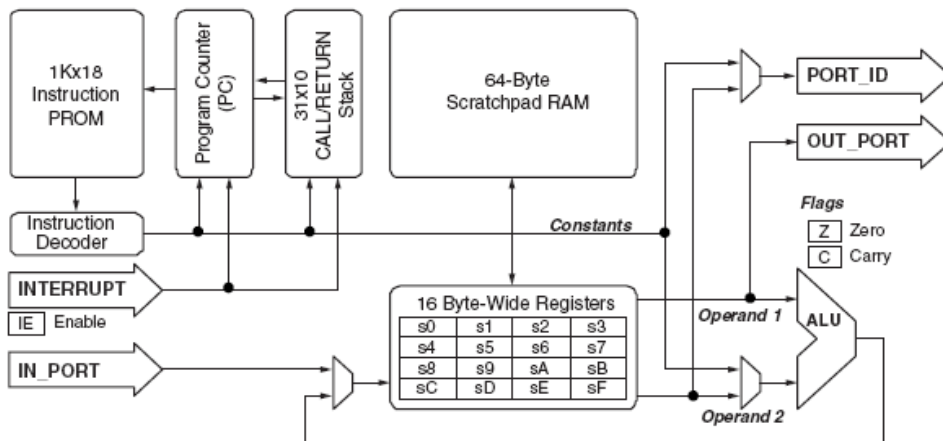 1Kx18
Instruction
PROM
Program Counter
(PC)
31x10
CALL/RETURN
Stack
64-Byte
Scratchpad RAM
PORT_ID
OUT_PORT
Instruction
Decoder
Constants
Flags
Z Zero
C Carry
INTERRUPT
IE Enable
16 Byte-Wide Registers
s0 s1 s2 s3
s4 s5 s6 s7
s8 s9 sA sB
sC sD sE sF
Operand 1
ALU
IN_PORT
Operand 2